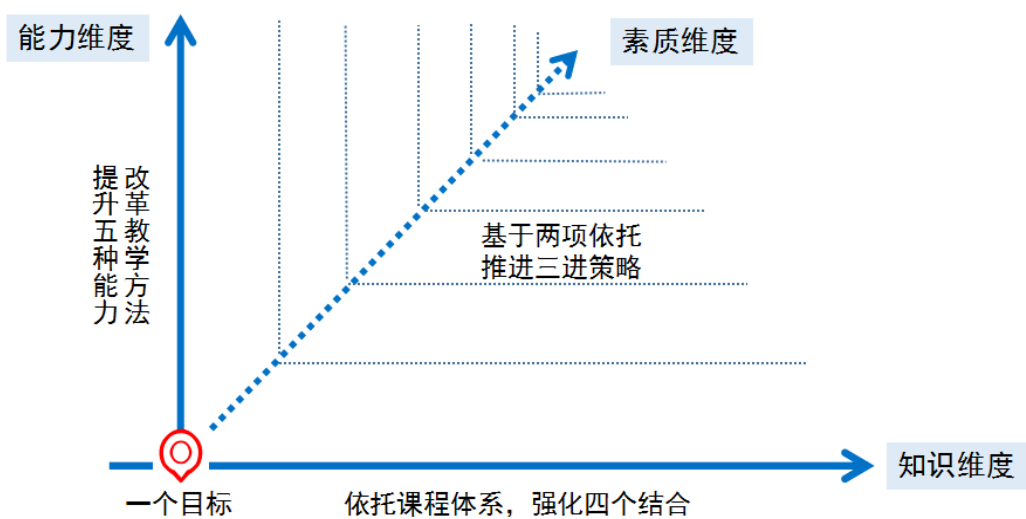 能力维度
素质维度
改革教学方法
提升五种能力
基于两项依托
推进三进策略
知识维度
一个目标
依托课程体系，强化四个结合